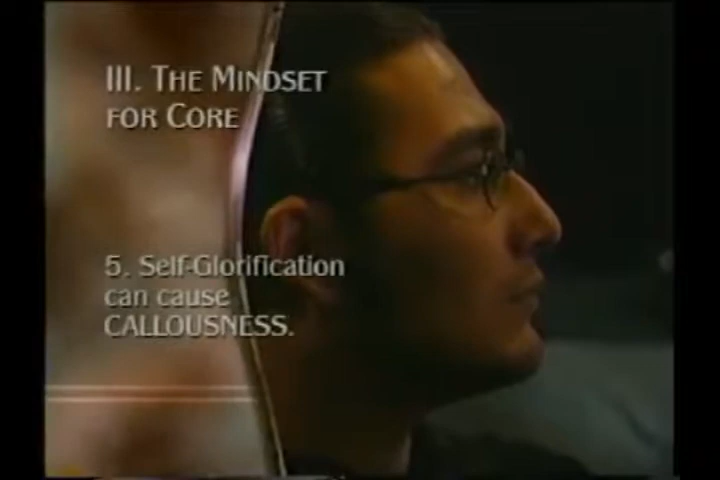 III. THE MINDSET
FOR CORE
5. Self-Glorification
can cause
CALLOUSNESS.